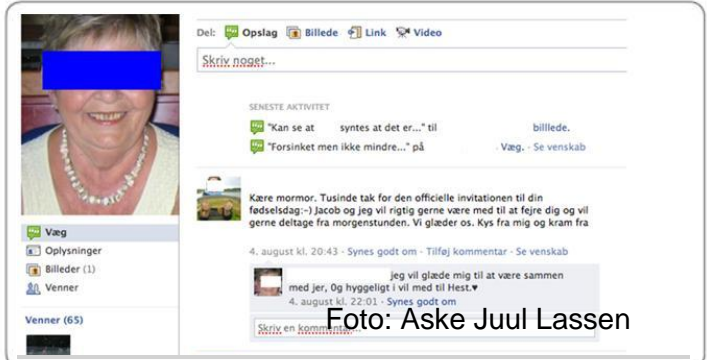 Del: Opslag Billede Link Video
Skriv noget...
SENESTE AKTIVITET
"Kan se at syntes at det er..." til billlede.
"Forsinket men ikke mindre..." på . Væg. · Se venskab
Kære mormor. Tusinde tak for den officielle invitationen til din
fødselsdag:-) Jacob og jeg vil rigtig gerne være med til at fejre dig og vil
gerne deltage fra morgenstunden. Vi glæder os. Kys fra mig og kram fra
4. august kl. 20:43 · Synes godt om · Tilføj kommentar · Se venskab
jeg vil glæde mig til at være sammen
med jer, 0g hyggeligt i vil med til Hest.♥
4. august kl. 22:01 · Synes godt om
Skriv en kommentar...
Væg
Oplysninger
Billeder (1)
Venner
Venner (65)
Foto: Aske Juul Lassen